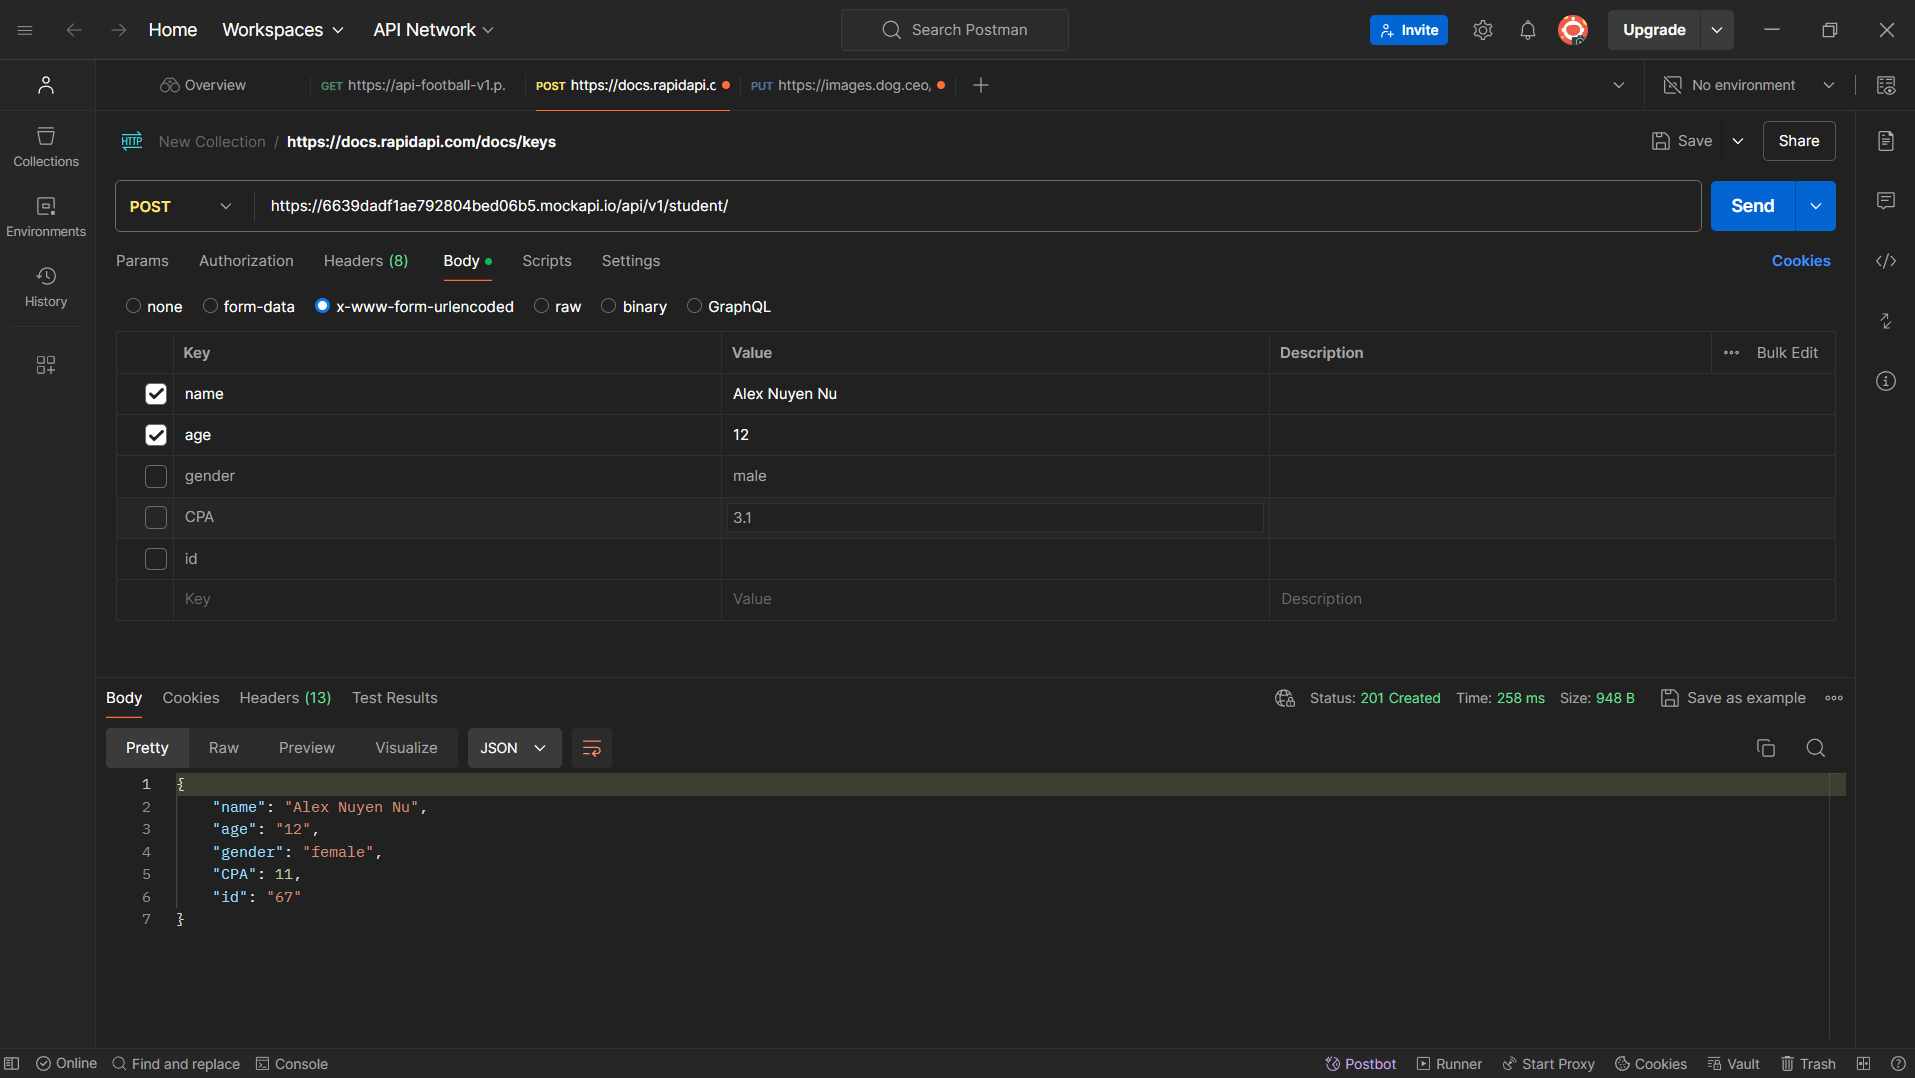 Home Workspaces API Network Search Postman Invite Upgrade
Overview GET https://api-football-v1.p. POST https://docs.rapidapi.c PUT https://images.dog.ceo, No environment
HTTP New Collection / https://docs.rapidapi.com/docs/keys Save Share
Collections
Environments
History
POST https://6639dadf1ae792804bed06b5.mockapi.io/api/v1/student/ Send
Params Authorization Headers (8) Body Scripts Settings Cookies
none form-data x-www-form-urlencoded raw binary GraphQL
Key Value Description Bulk Edit
name Alex Nuyen Nu
age 12
gender male
CPA 3.1
id
Key Value Description
Body Cookies Headers (13) Test Results Status: 201 Created Time: 258 ms Size: 948 B Save as example
Pretty Raw Preview Visualize JSON
1 {
2 "name": "Alex Nuyen Nu",
3 "age": "12",
4 "gender": "female",
5 "CPA": 11,
6 "id": "67"
7 }
Online Find and replace Console Postbot Runner Start Proxy Cookies Vault Trash